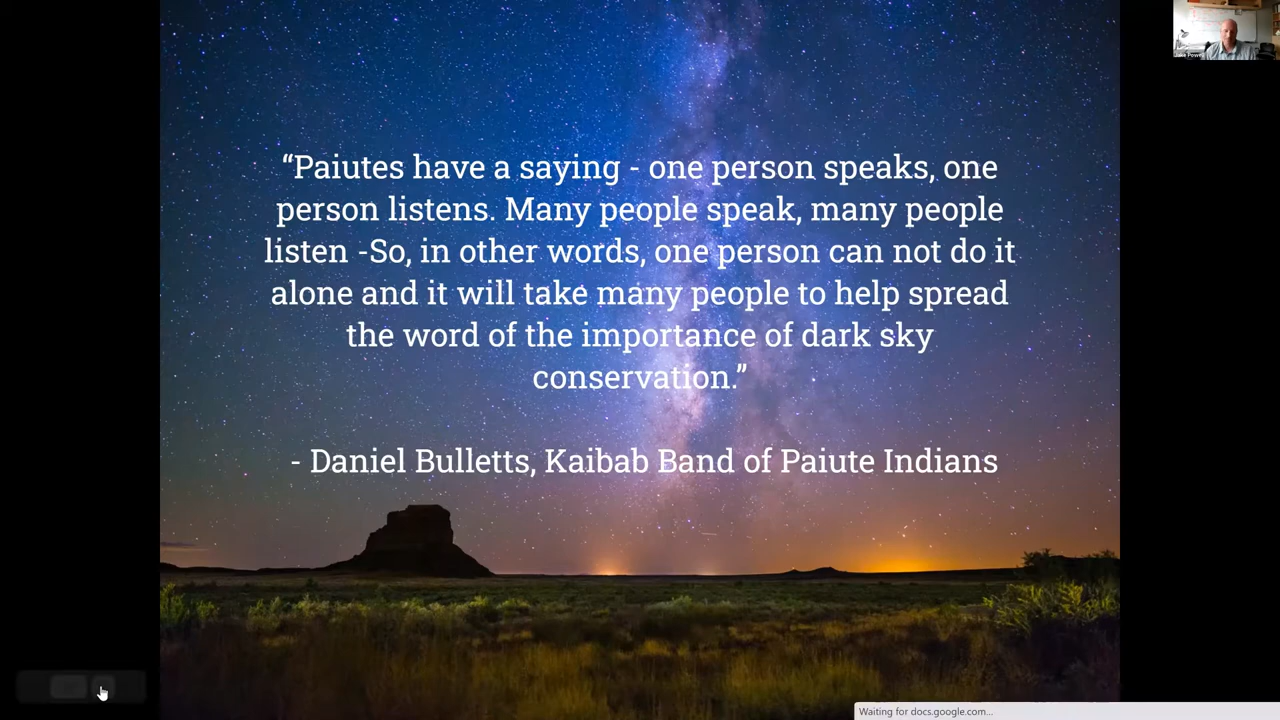 “Paiutes have a saying - one person speaks, one
person listens. Many people speak, many people
listen -So, in other words, one person can not do it
alone and it will take many people to help spread
the word of the importance of dark sky
conservation.”
- Daniel Bulletts, Kaibab Band of Paiute Indians
Waiting for docs.google.com...